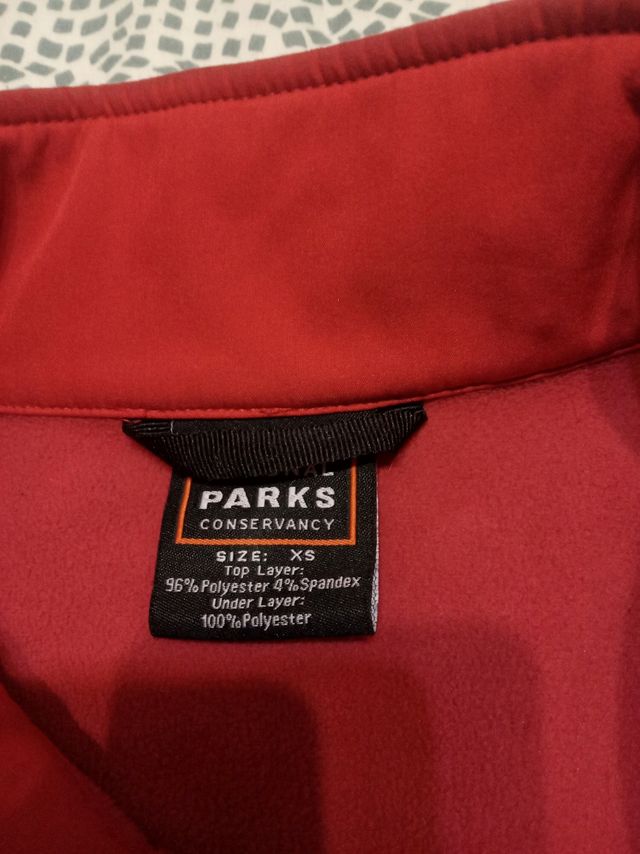 PARKS
CONSERVANCY
SIZE: XS
Top Layer:
96% Polyester 4% Spandex
Under Layer:
100% Polyester